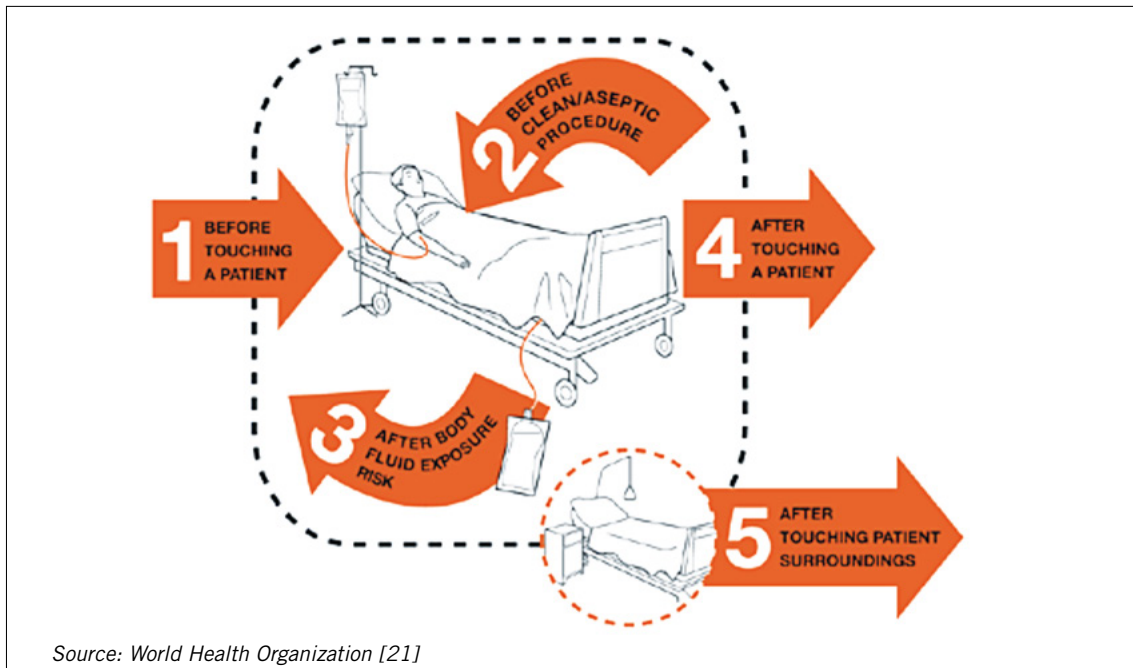 1 BEFORE
TOUCHING
A PATIENT
2 BEFORE
CLEAN/ASEPTIC
PROCEDURE
3 AFTER BODY
FLUID EXPOSURE
RISK
4 AFTER
TOUCHING
A PATIENT
5 AFTER
TOUCHING PATIENT
SURROUNDINGS
Source: World Health Organization [21]